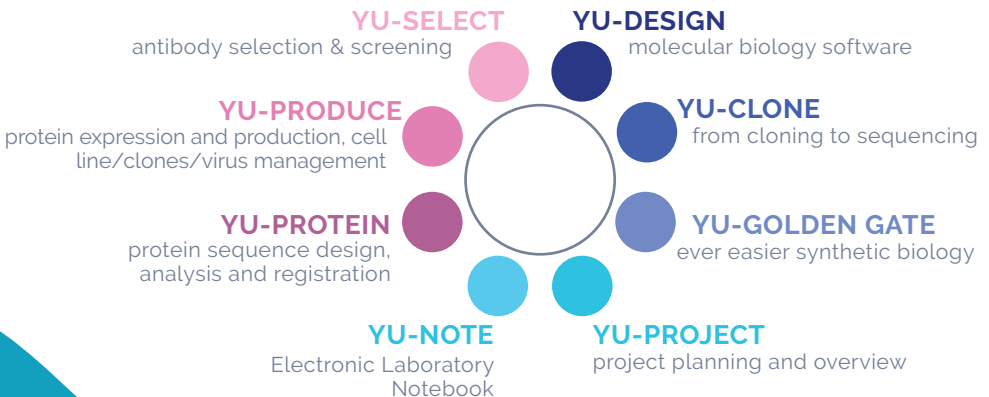 YU-SELECT
antibody selection & screening
YU-DESIGN
molecular biology software
YU-PRODUCE
protein expression and production, cell
line/clones/virus management
YU-CLONE
from cloning to sequencing
YU-PROTEIN
protein sequence design,
analysis and registration
YU-GOLDEN GATE
ever easier synthetic biology
YU-NOTE
Electronic Laboratory
Notebook
YU-PROJECT
project planning and overview